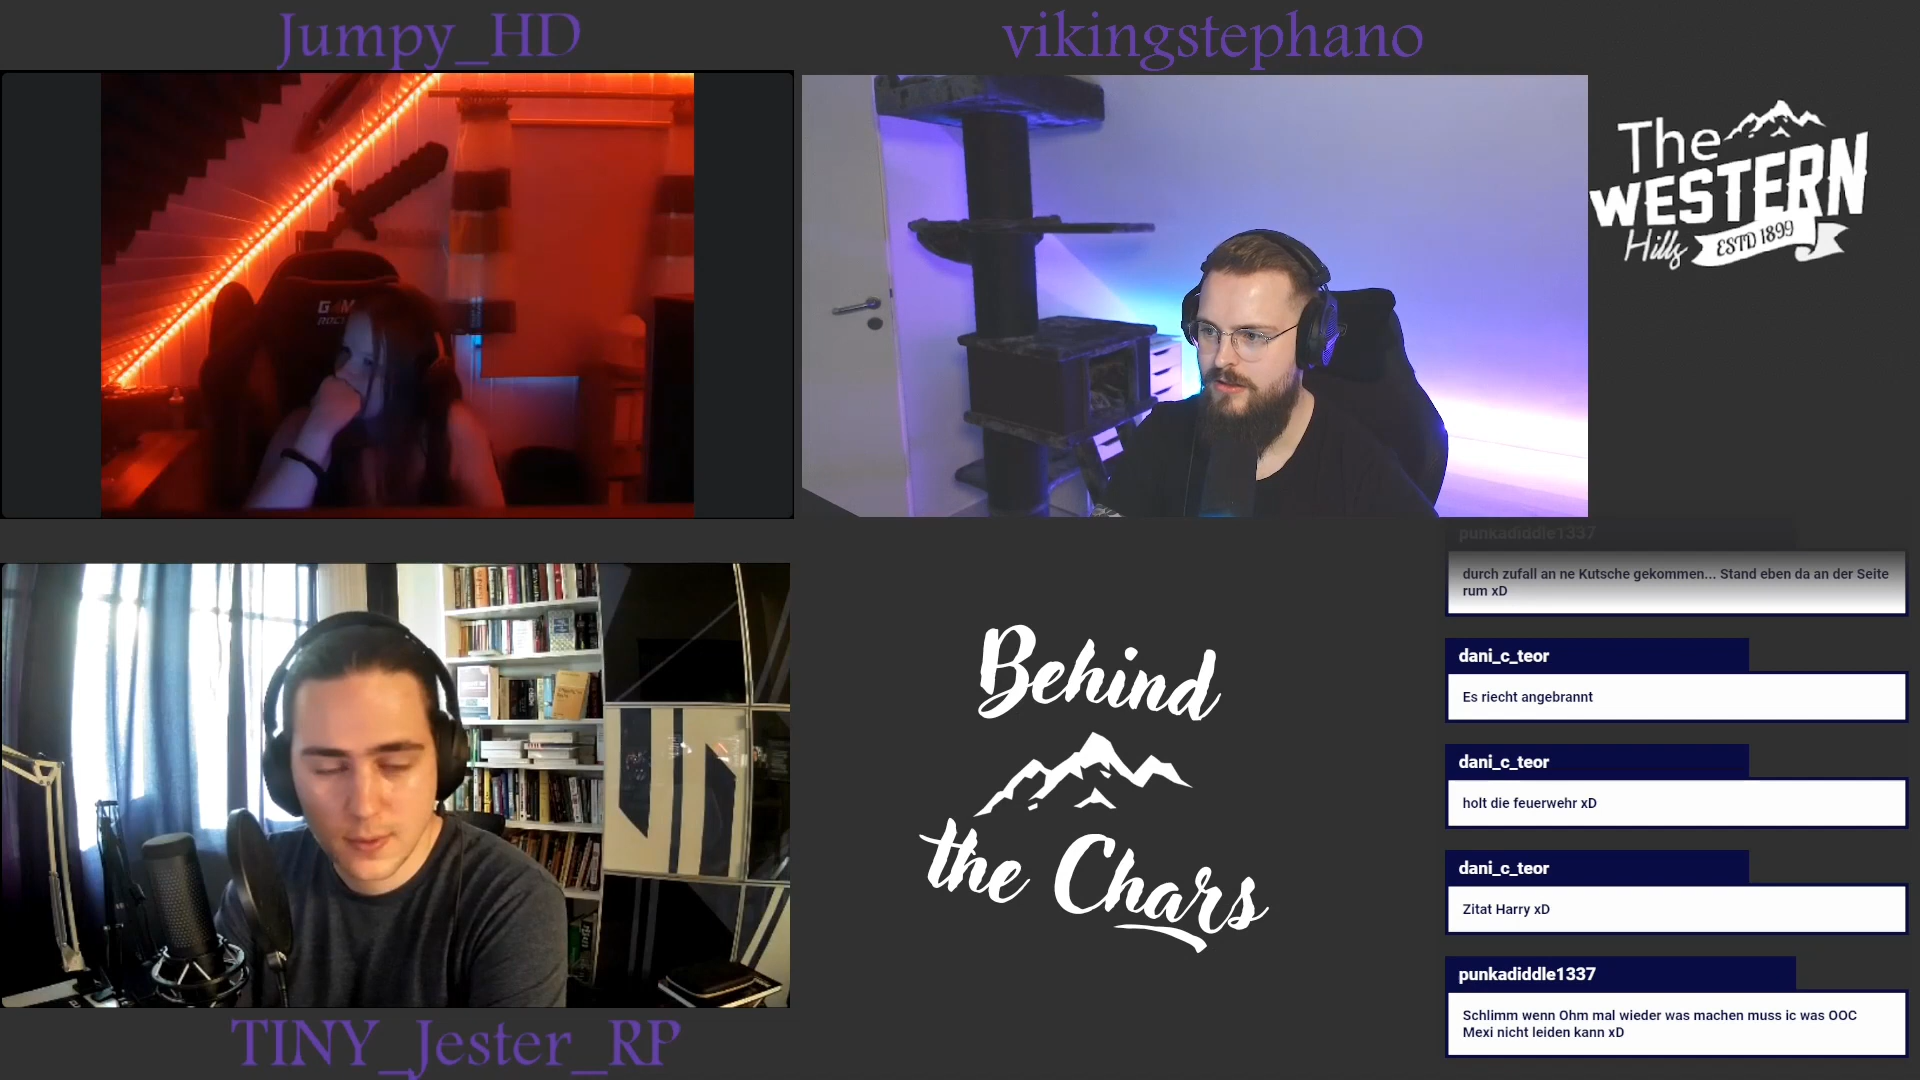 Jumpy_HD
vikingstephano
The
WESTERN
Hills
ESTD 1899
punkadiddle1337
durch zufall an ne Kutsche gekommen... Stand eben da an der Seite
rum xD
dani_c_teor
Es riecht angebrannt
dani_c_teor
holt die feuerwehr xD
dani_c_teor
Zitat Harry xD
punkadiddle1337
Schlimm wenn Ohm mal wieder was machen muss ic was OOC
Mexi nicht leiden kann xD
Behind
the Chars
TINY_Jester_RP